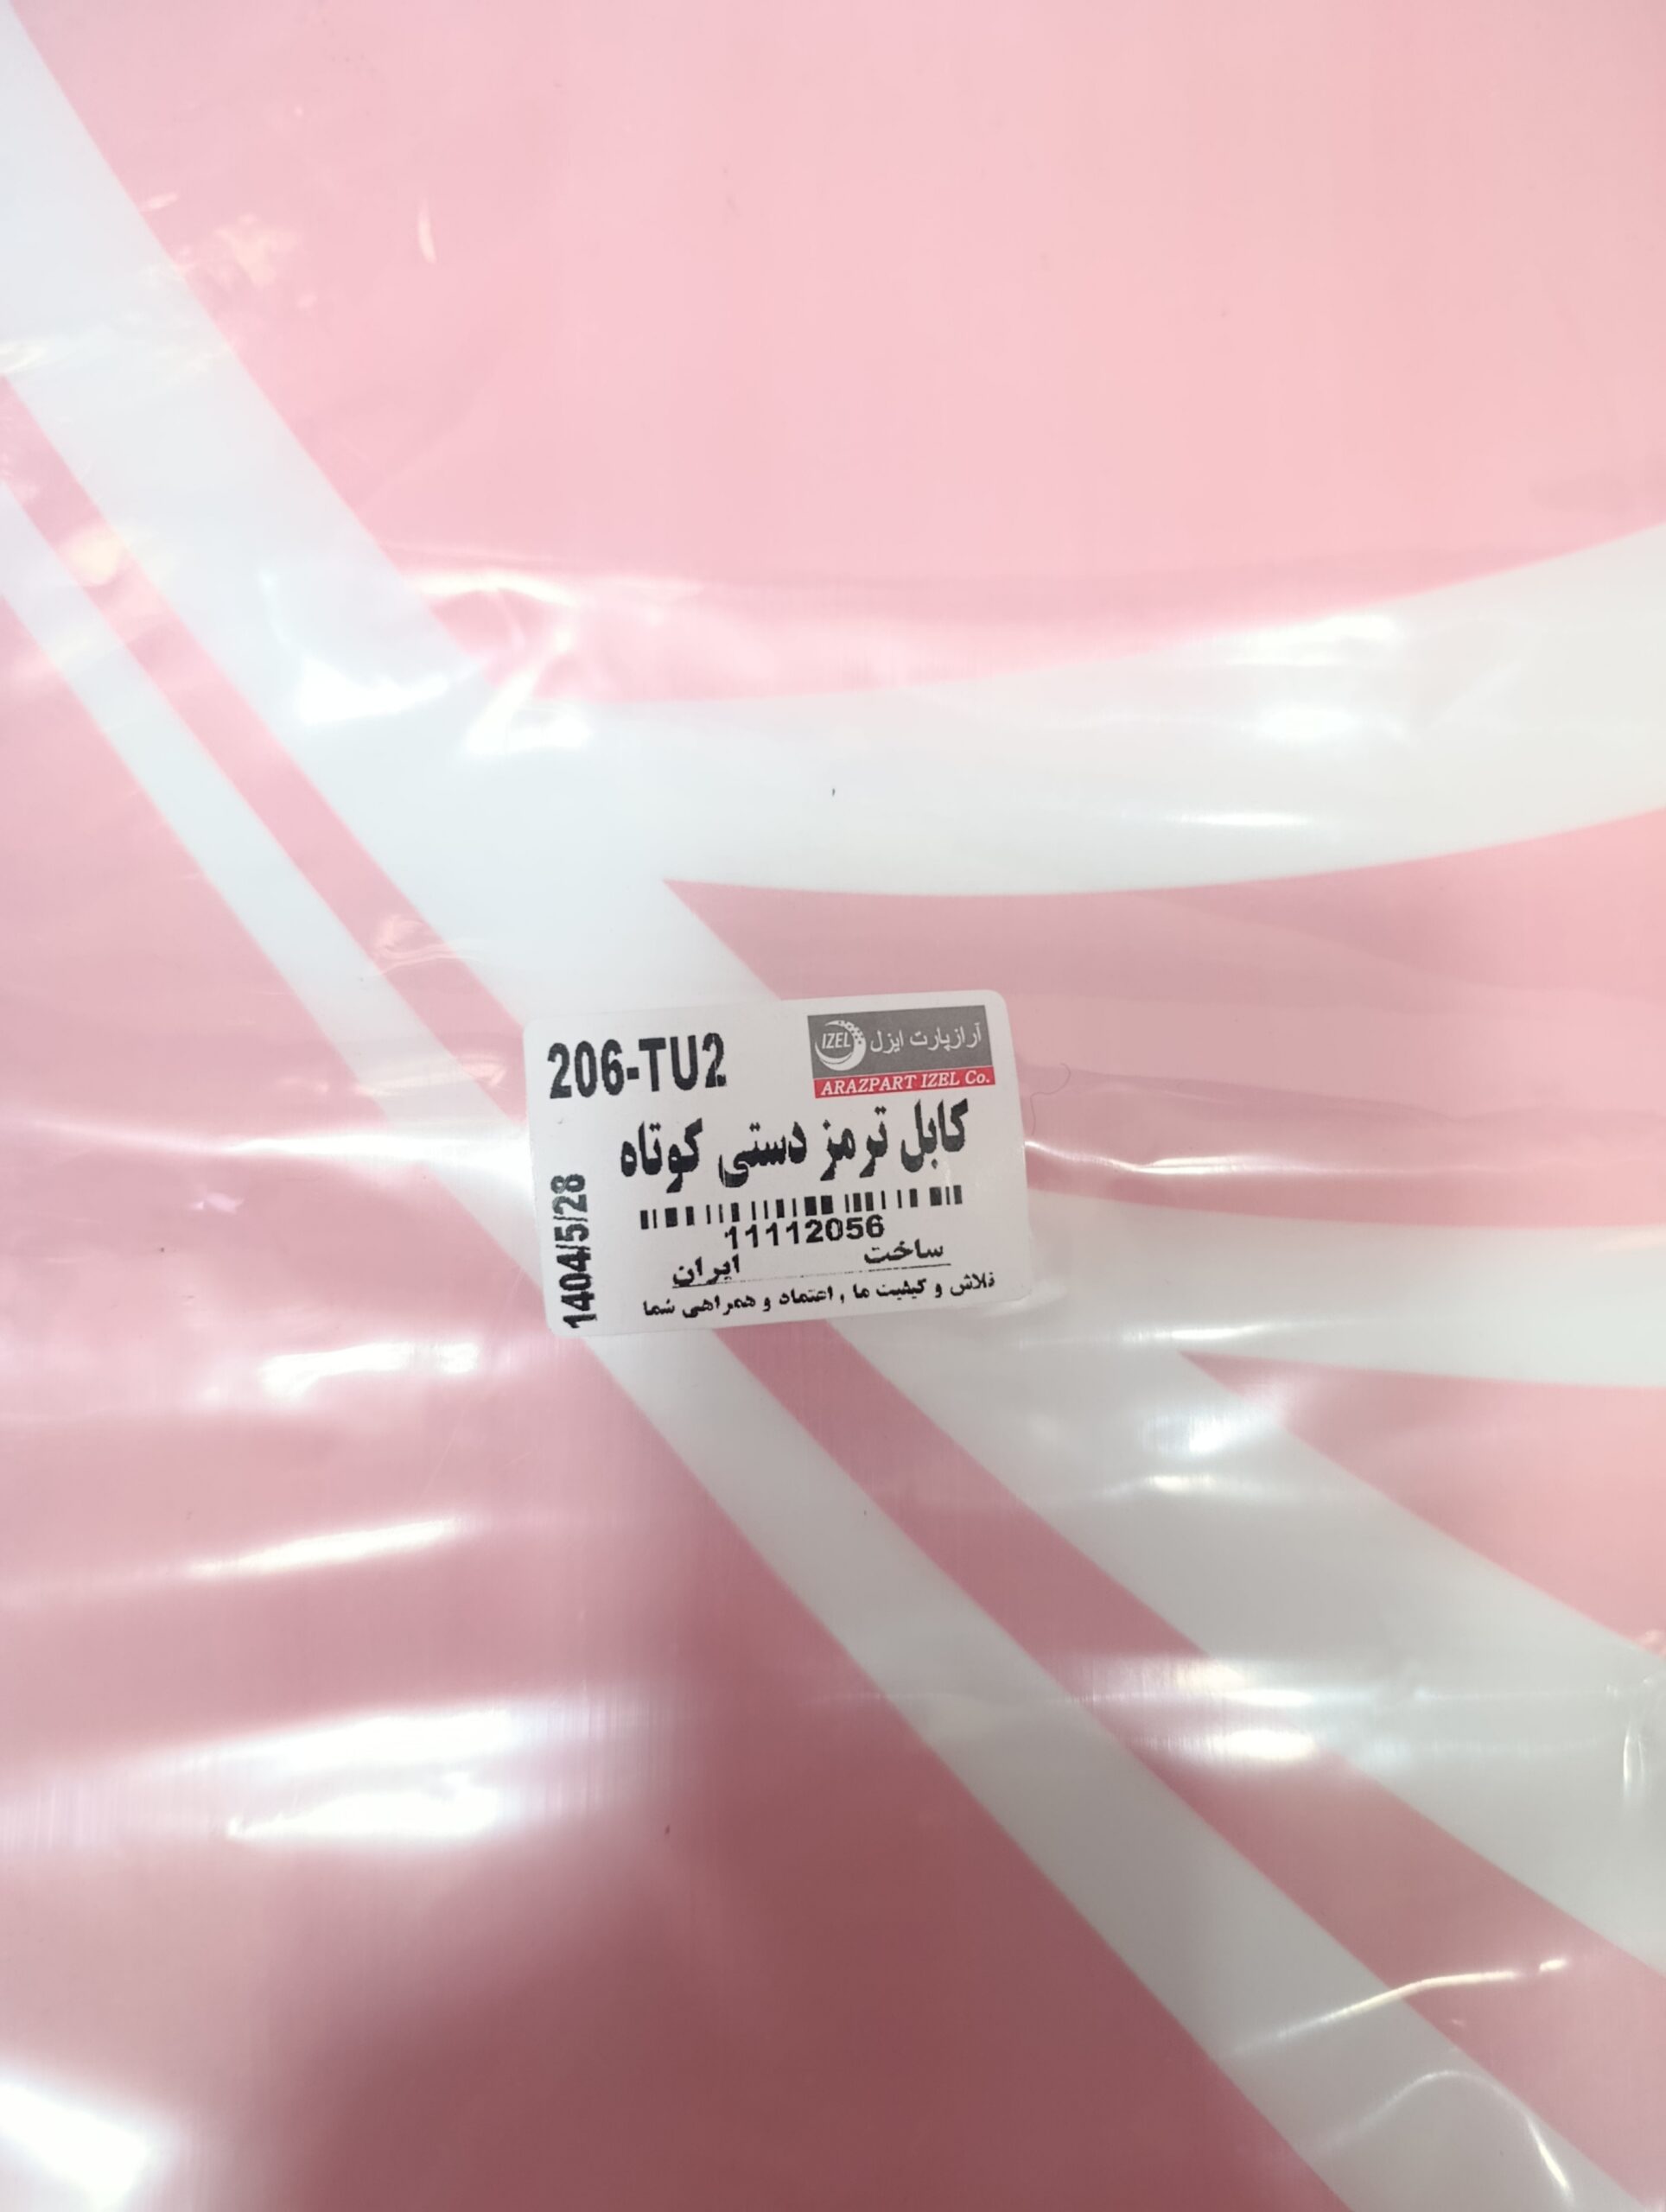 206-TU2
IZEL
آرازپارت ایزل
ARAZPART IZEL Co.
کابل ترمز دستی کوتاه
11112056
ساخت ایران
تلاش و کیفیت ما , اعتماد و همراهی شما
1404/5/28